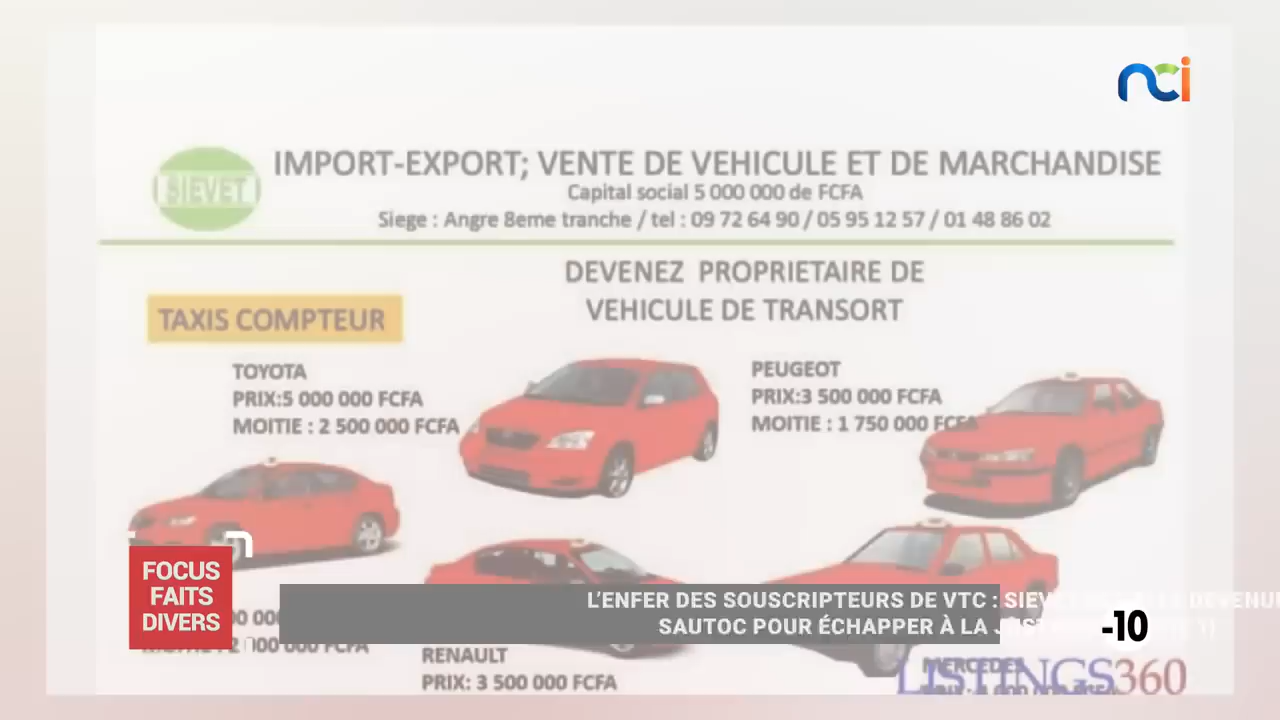 nci
SIEVET
IMPORT-EXPORT; VENTE DE VEHICULE ET DE MARCHANDISE
Capital social 5 000 000 de FCFA
Siege : Angre 8eme tranche / tel : 09 72 64 90 / 05 95 12 57 / 01 48 86 02
DEVENEZ PROPRIETAIRE DE
VEHICULE DE TRANSORT
TAXIS COMPTEUR
TOYOTA
PRIX:5 000 000 FCFA
MOITIE : 2 500 000 FCFA
PEUGEOT
PRIX:3 500 000 FCFA
MOITIE : 1 750 000 FCFA
FOCUS
FAITS
DIVERS
L'ENFER DES SOUSCRIPTEURS DE VTC :
SAUTOC POUR ÉCHAPPER À LA
-10
RENAULT
PRIX: 3 500 000 FCFA
MERCEDES
LISTINGS360